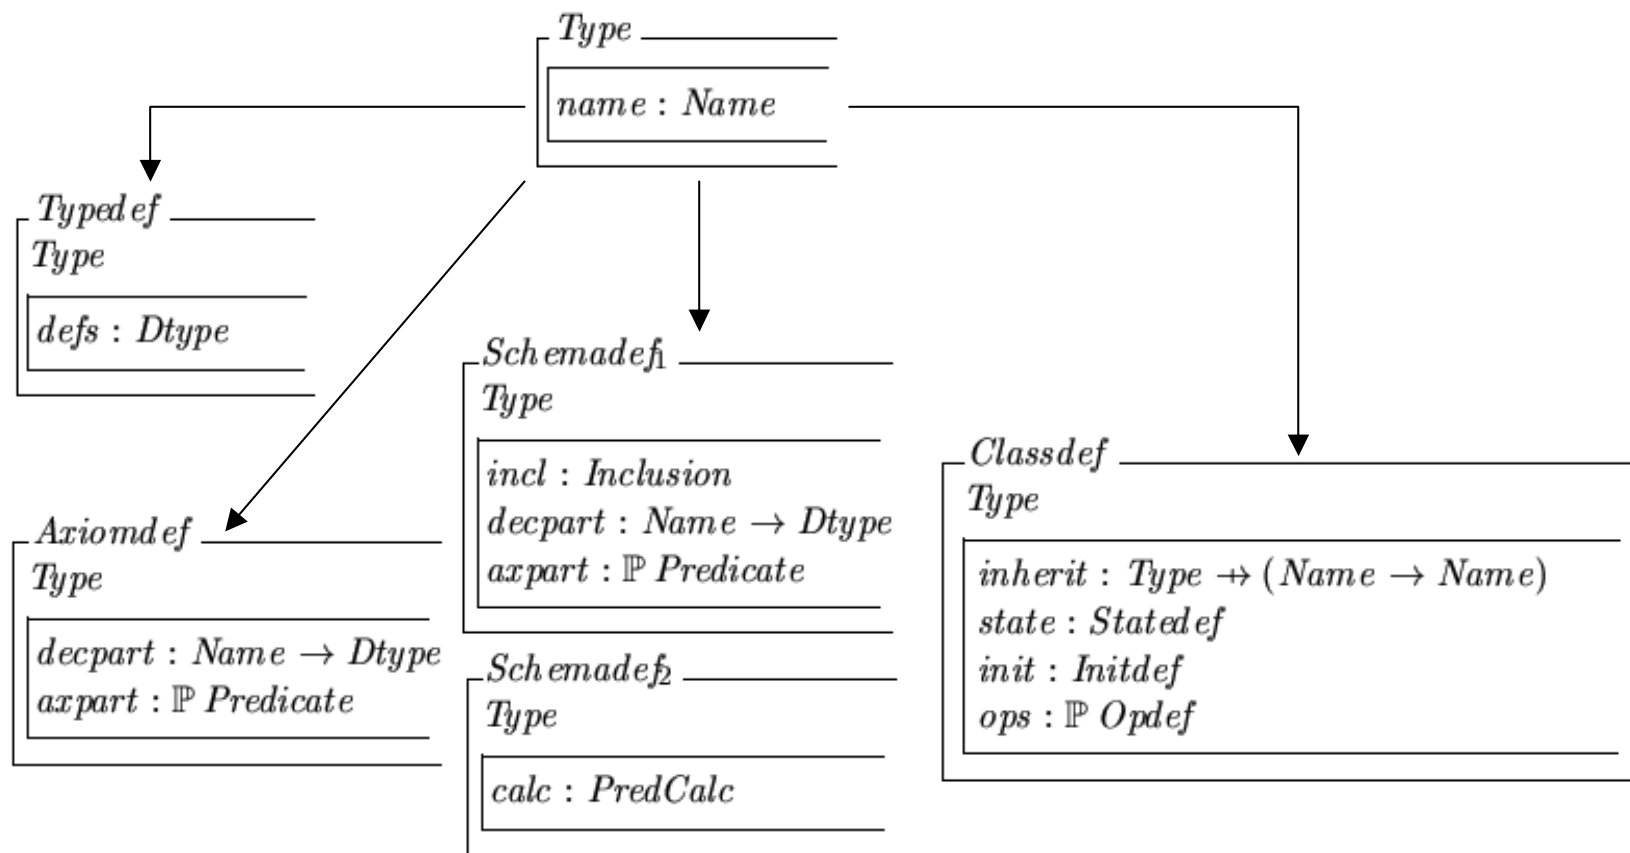 Type
name : Name
Typedef
Type
defs : Dtype
Schemadef₁
Type
incl : Inclusion
decpart : Name → Dtype
axpart : ℙ Predicate
Classdef
Type
inherit : Type ⇸ (Name → Name)
state : Statedef
init : Initdef
ops : ℙ Opdef
Axiomdef
Type
decpart : Name → Dtype
axpart : ℙ Predicate
Schemadef₂
Type
calc : PredCalc